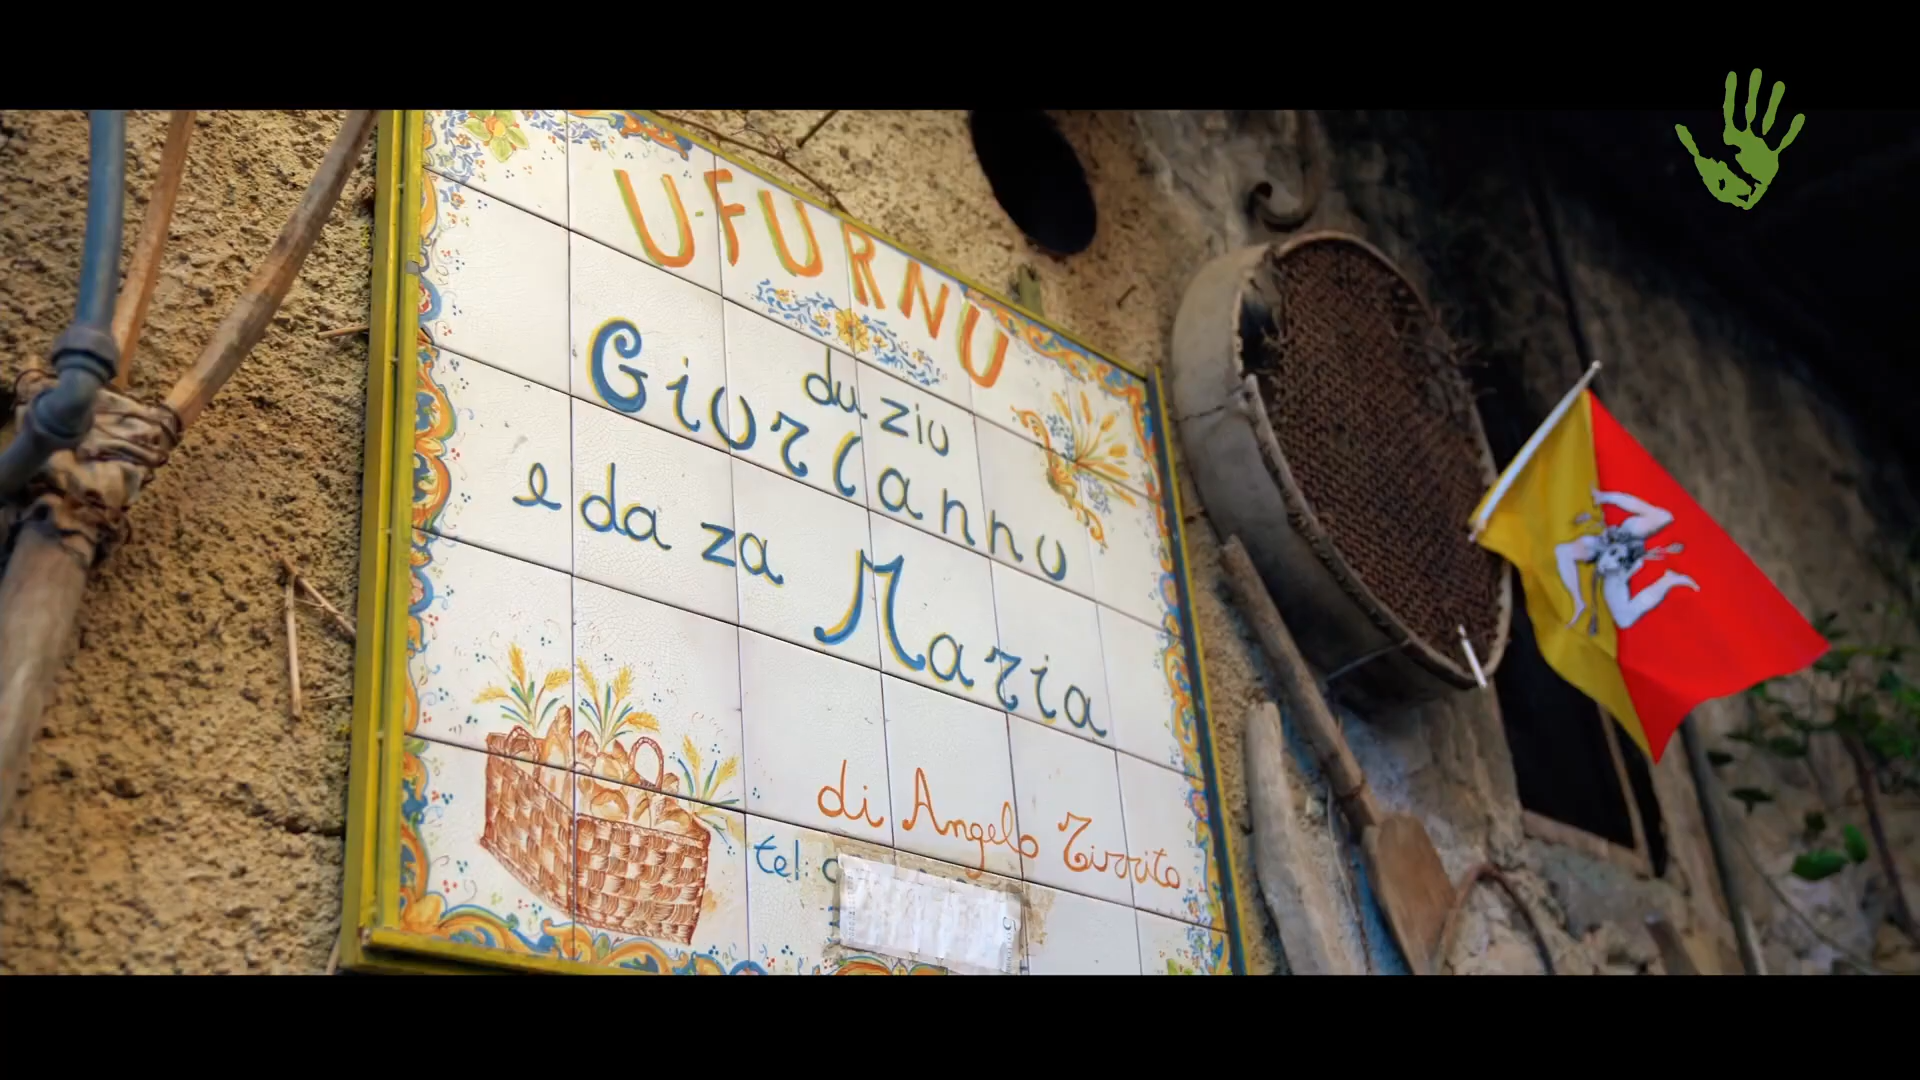 U FURNU
du ziu
Giurlannu
e da za Maria
di Angelo Tirrito
tel: